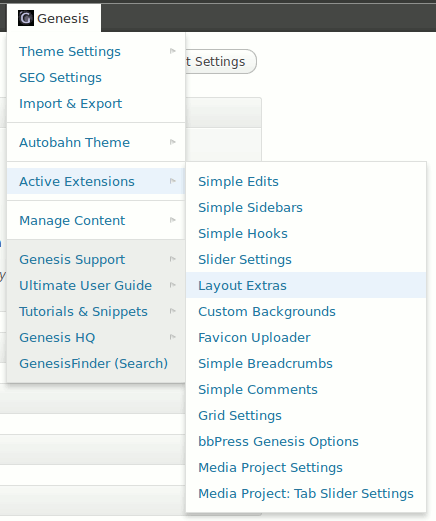 Genesis
Theme Settings
t Settings
SEO Settings
Import & Export
Autobahn Theme
Active Extensions
Manage Content
Genesis Support
Ultimate User Guide
Tutorials & Snippets
Genesis HQ
GenesisFinder (Search)
Simple Edits
Simple Sidebars
Simple Hooks
Slider Settings
Layout Extras
Custom Backgrounds
Favicon Uploader
Simple Breadcrumbs
Simple Comments
Grid Settings
bbPress Genesis Options
Media Project Settings
Media Project: Tab Slider Settings